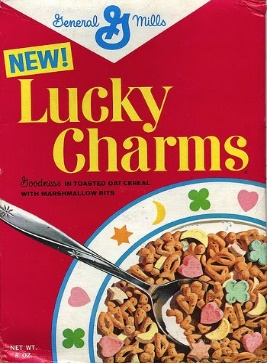 General G Mills
NEW!
Lucky
Charms
Goodness IN TOASTED OAT CEREAL
WITH MARSHMALLOW BITS
NET WT.
8 OZ.